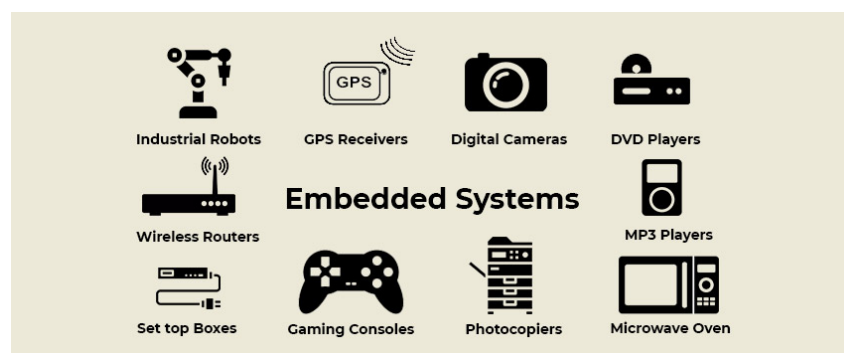 GPS
Industrial Robots
GPS Receivers
Digital Cameras
DVD Players
Embedded Systems
Wireless Routers
MP3 Players
Set top Boxes
Gaming Consoles
Photocopiers
Microwave Oven